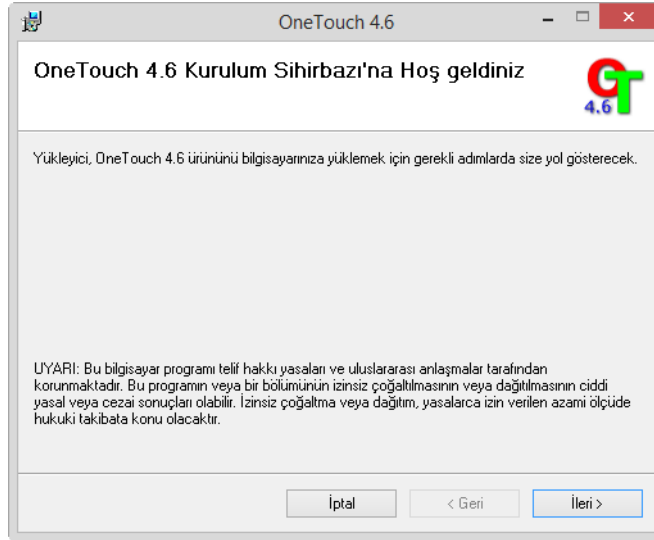 OneTouch 4.6
OneTouch 4.6 Kurulum Sihirbazı'na Hoş geldiniz
OT
4.6
Yükleyici, OneTouch 4.6 ürününü bilgisayarınıza yüklemek için gerekli adımlarda size yol gösterecek.
UYARI: Bu bilgisayar programı telif hakkı yasaları ve uluslararası anlaşmalar tarafından
korunmaktadır. Bu programın veya bir bölümünün izinsiz çoğaltılmasının veya dağıtılmasının ciddi
yasal veya cezai sonuçları olabilir. İzinsiz çoğaltma veya dağıtım, yasalarca izin verilen azami ölçüde
hukuki takibata konu olacaktır.
İptal
< Geri
İleri >